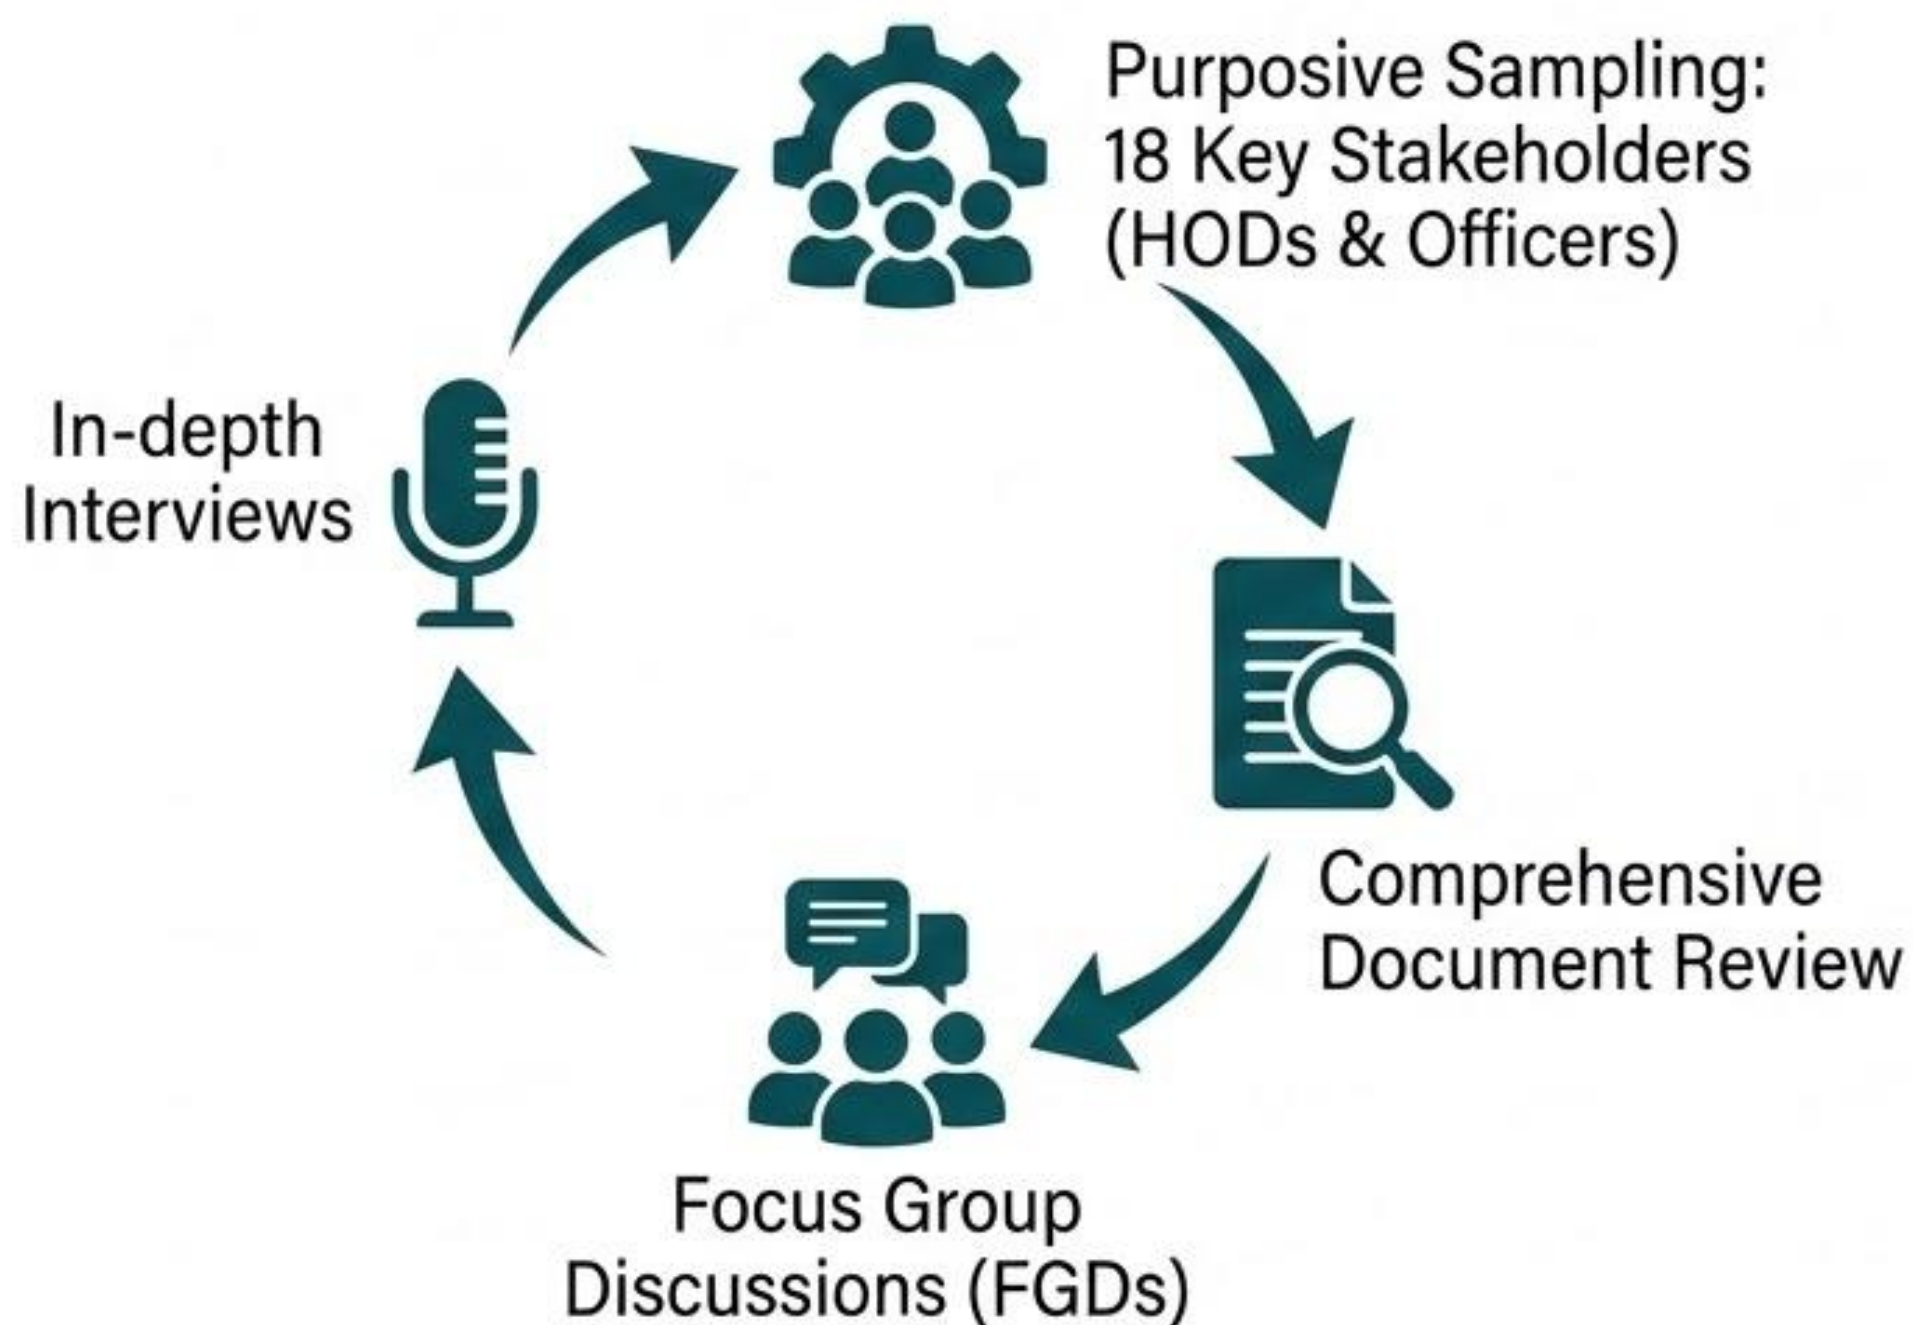 Purposive Sampling:
18 Key Stakeholders
(HODs & Officers)
In-depth
Interviews
Comprehensive
Document Review
Focus Group
Discussions (FGDs)